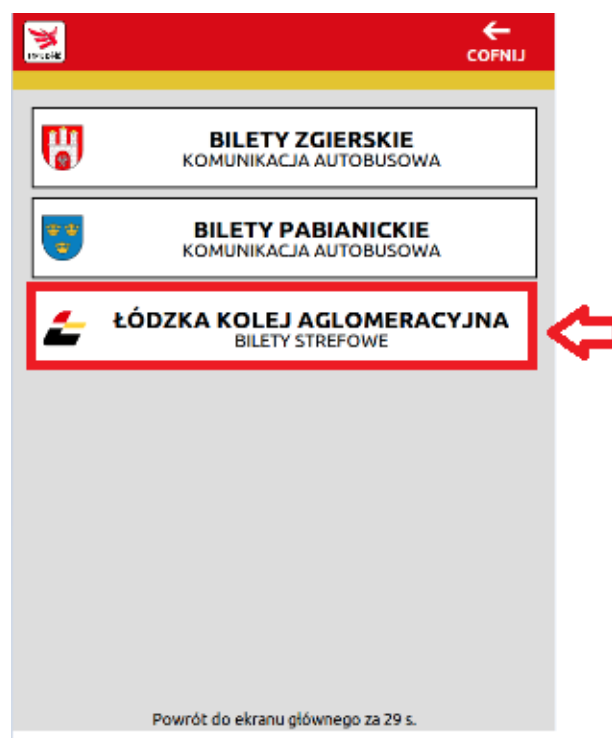 COFNIJ
BILETY ZGIERSKIE
KOMUNIKACJA AUTOBUSOWA
BILETY PABIANICKIE
KOMUNIKACJA AUTOBUSOWA
ŁÓDZKA KOLEJ AGLOMERACYJNA
BILETY STREFOWE
Powrót do ekranu głównego za 29 s.